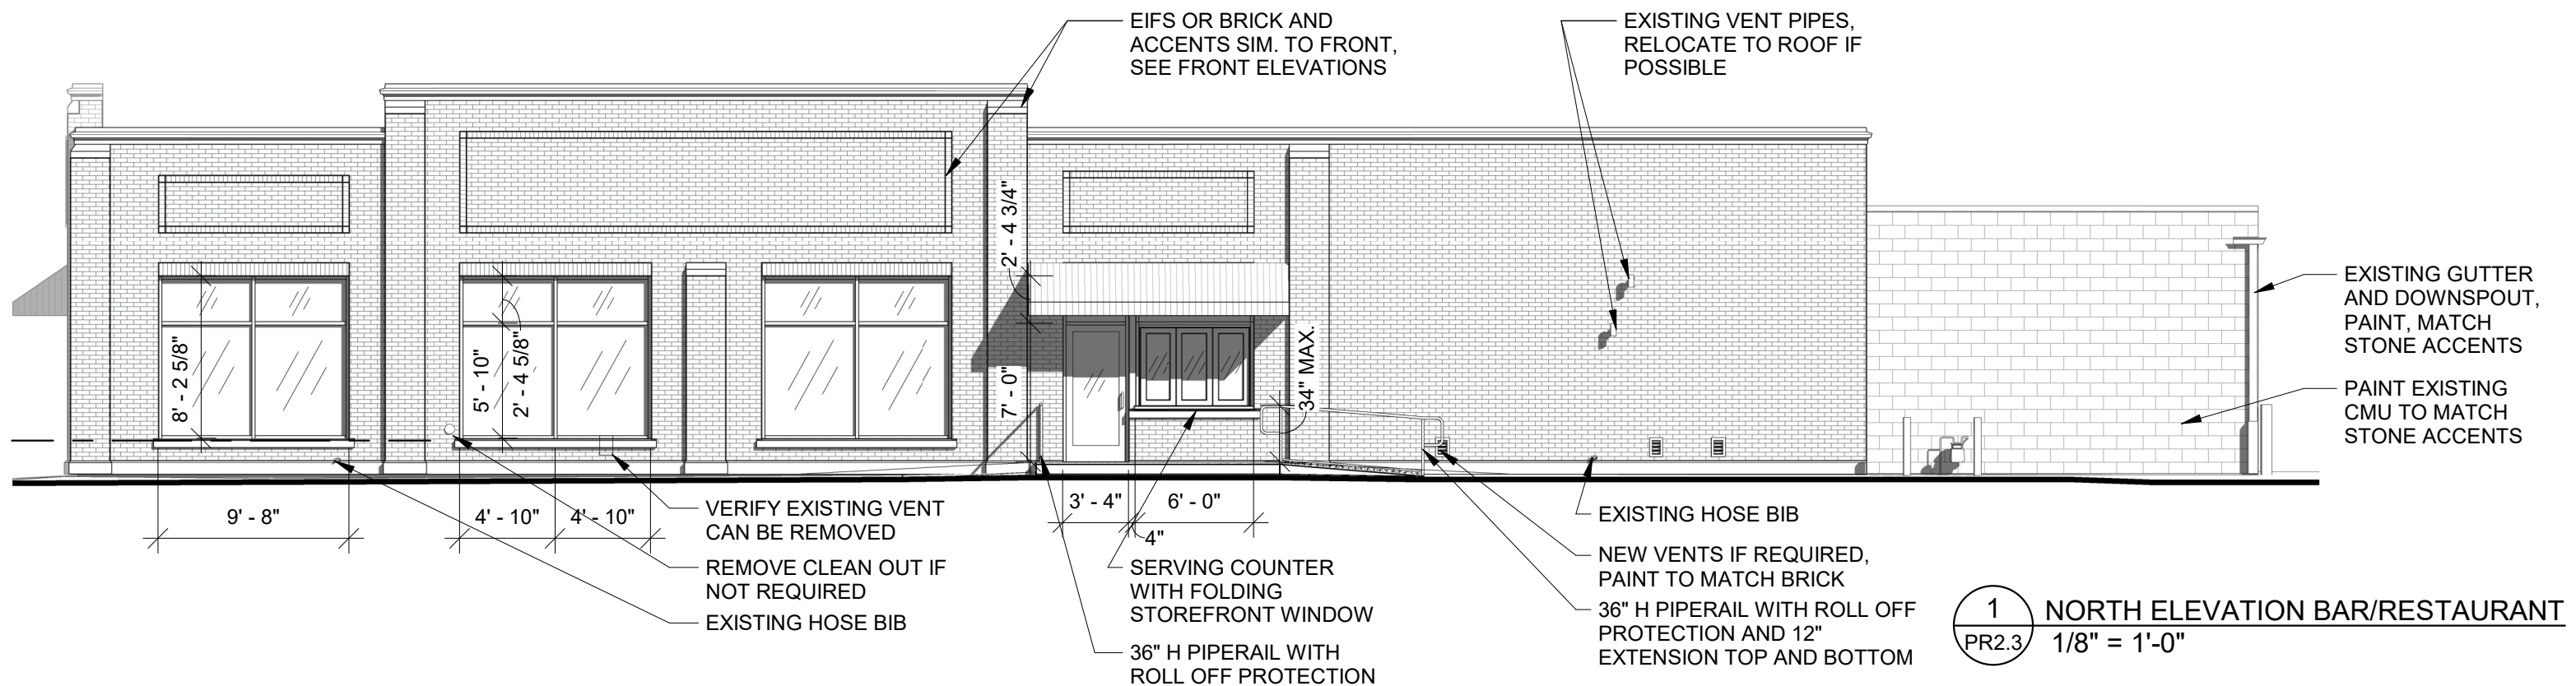 EIFS OR BRICK AND
ACCENTS SIM. TO FRONT,
SEE FRONT ELEVATIONS
EXISTING VENT PIPES,
RELOCATE TO ROOF IF
POSSIBLE
2' - 4 3/4"
8' - 2 5/8"
5' - 10"
2' - 4 5/8"
7' - 0"
34" MAX.
EXISTING GUTTER
AND DOWNSPOUT,
PAINT, MATCH
STONE ACCENTS
PAINT EXISTING
CMU TO MATCH
STONE ACCENTS
9' - 8"
4' - 10"
4' - 10"
3' - 4"
6' - 0"
4"
VERIFY EXISTING VENT
CAN BE REMOVED
REMOVE CLEAN OUT IF
NOT REQUIRED
EXISTING HOSE BIB
SERVING COUNTER
WITH FOLDING
STOREFRONT WINDOW
36" H PIPERAIL WITH
ROLL OFF PROTECTION
EXISTING HOSE BIB
NEW VENTS IF REQUIRED,
PAINT TO MATCH BRICK
36" H PIPERAIL WITH ROLL OFF
PROTECTION AND 12"
EXTENSION TOP AND BOTTOM
1
PR2.3
NORTH ELEVATION BAR/RESTAURANT
1/8" = 1'-0"